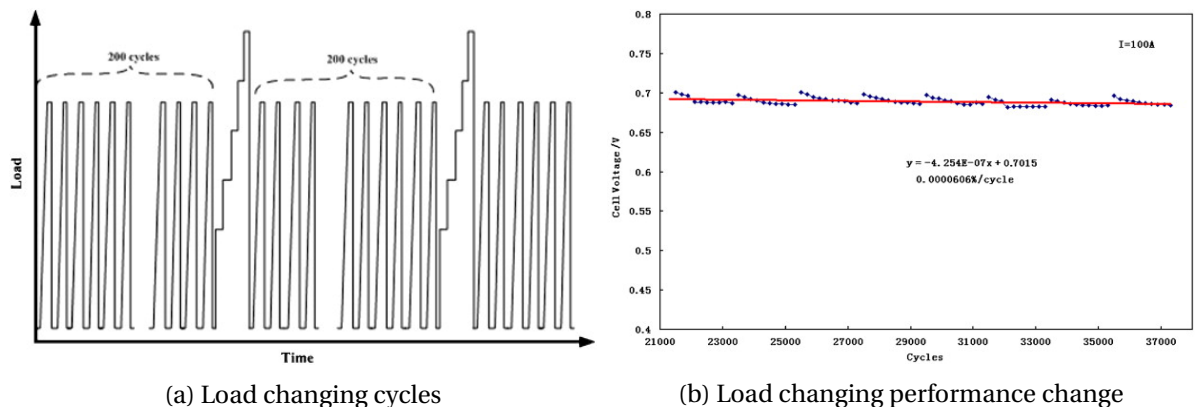 200 cycles
200 cycles
Load
Time
(a) Load changing cycles
0.8
0.75
0.7
0.65
0.6
0.55
0.5
0.45
0.4
Cell Voltage/V
I=100A
y = -4.254E-07x + 0.7015
0.0000606%/cycle
21000 23000 25000 27000 29000 31000 33000 35000 37000
Cycles
(b) Load changing performance change